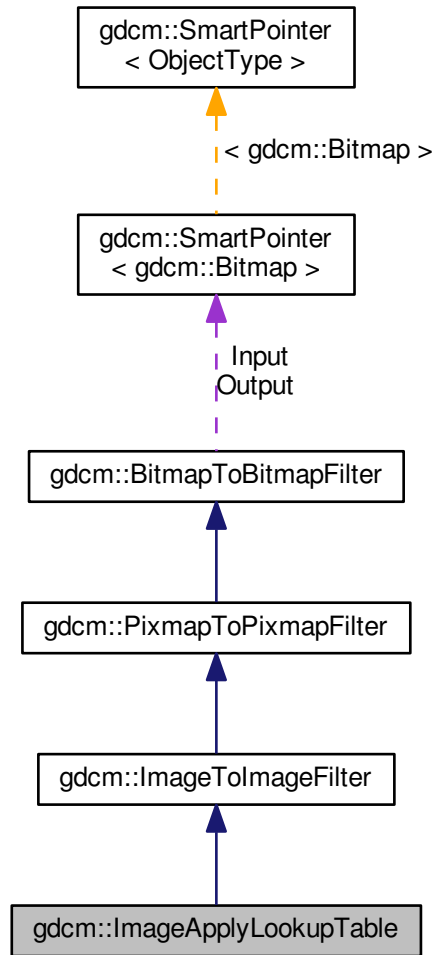 gdcm::SmartPointer
< ObjectType >
< gdcm::Bitmap >
gdcm::SmartPointer
< gdcm::Bitmap >
Input
Output
gdcm::BitmapToBitmapFilter
gdcm::PixmapToPixmapFilter
gdcm::ImageToImageFilter
gdcm::ImageApplyLookupTable